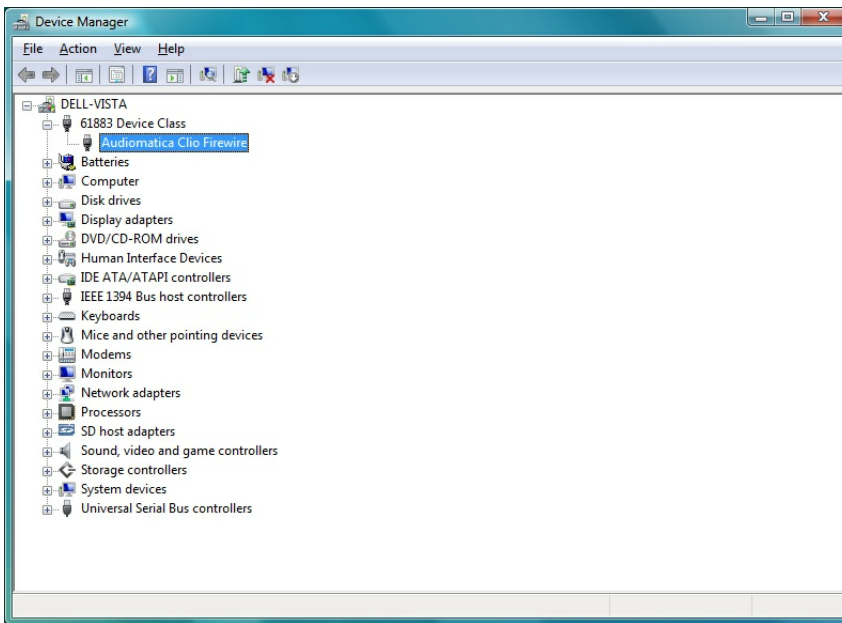 Device Manager
File Action View Help
DELL-VISTA
61883 Device Class
Audiomatica Clio Firewire
Batteries
Computer
Disk drives
Display adapters
DVD/CD-ROM drives
Human Interface Devices
IDE ATA/ATAPI controllers
IEEE 1394 Bus host controllers
Keyboards
Mice and other pointing devices
Modems
Monitors
Network adapters
Processors
SD host adapters
Sound, video and game controllers
Storage controllers
System devices
Universal Serial Bus controllers